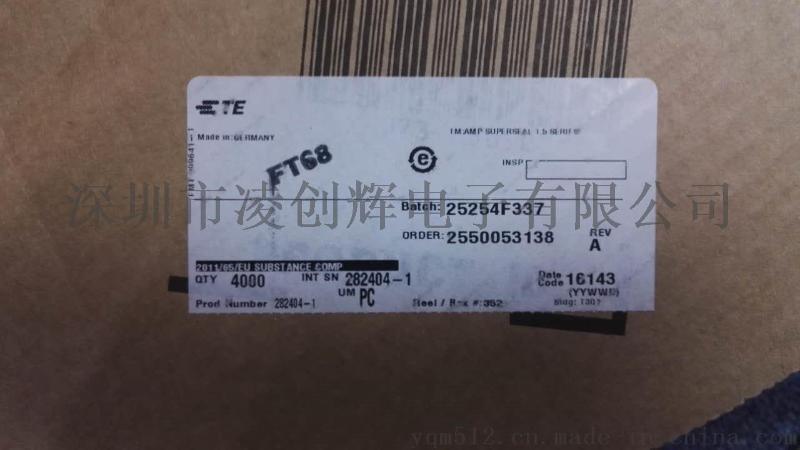 TE
Made in: GERMANY
TM:AMP SUPERSEAL 1.5 SERIE
FT68
INSP
深圳市凌创辉电子有限公司
Batch: 25254F337
ORDER: 2550053138
REV
A
2011/65/EU SUBSTANCE COMP
QTY 4000 INT SN 282404-1
UM PC
Date Code 16143
(YYWW
Prod Number 282404-1
Reel / Box #:352
Bldg:
yqm512.cn.made-in-china.com